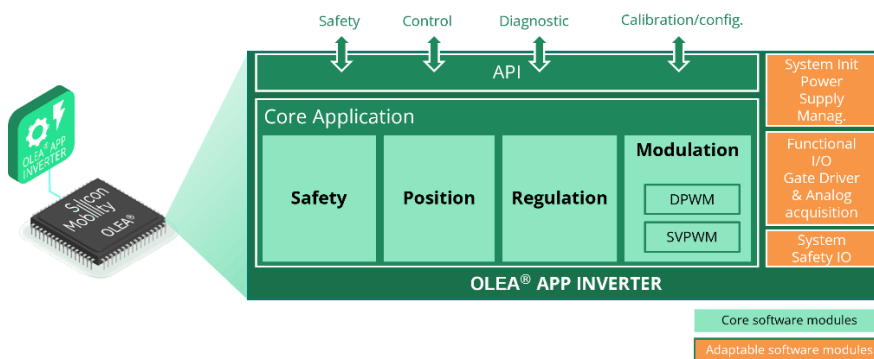 Safety
Control
Diagnostic
Calibration/config.
API
Core Application
Safety
Position
Regulation
Modulation
DPWM
SVPWM
OLEA® APP INVERTER
System Init
Power
Supply
Manag.
Functional
I/O
Gate Driver
& Analog
acquisition
System
Safety IO
OLEA® APP
INVERTER
Silicon
Mobility
OLEA®
Core software modules
Adaptable software modules